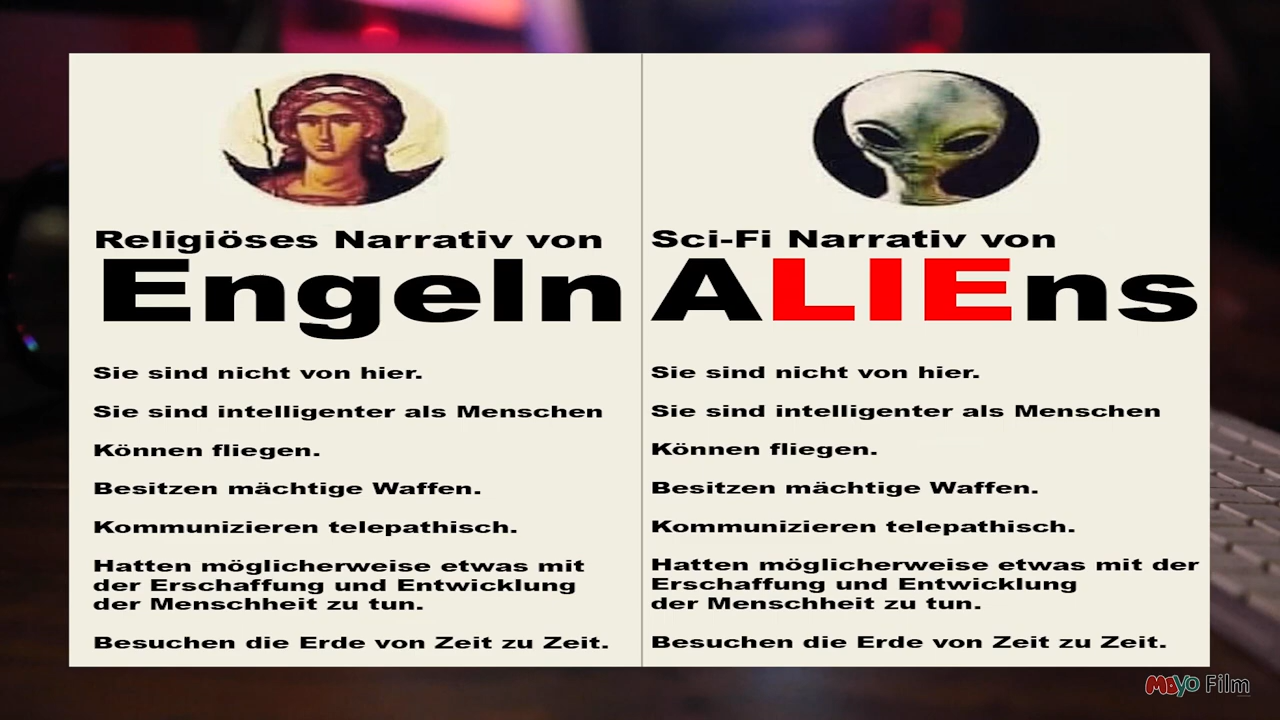 Religiöses Narrativ von
Engeln
Sie sind nicht von hier.
Sie sind intelligenter als Menschen
Können fliegen.
Besitzen mächtige Waffen.
Kommunizieren telepathisch.
Hatten möglicherweise etwas mit
der Erschaffung und Entwicklung
der Menschheit zu tun.
Besuchen die Erde von Zeit zu Zeit.
Sci-Fi Narrativ von
ALIEns
Sie sind nicht von hier.
Sie sind intelligenter als Menschen
Können fliegen.
Besitzen mächtige Waffen.
Kommunizieren telepathisch.
Hatten möglicherweise etwas mit der
Erschaffung und Entwicklung
der Menschheit zu tun.
Besuchen die Erde von Zeit zu Zeit.
MoYo Film